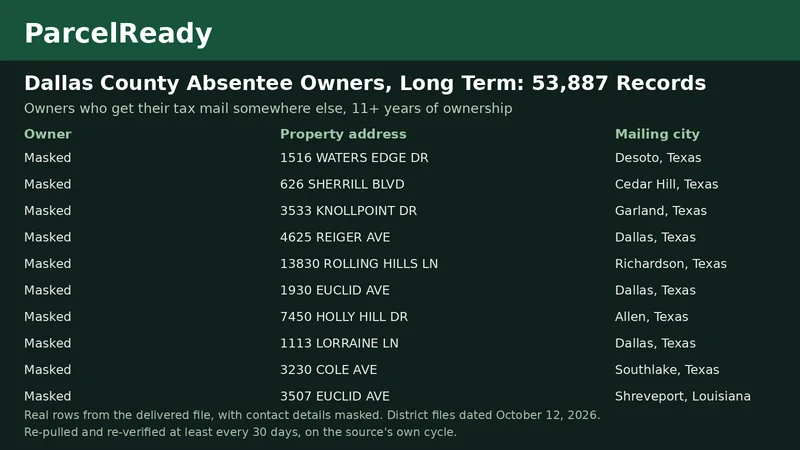 ParcelReady
Dallas County Absentee Owners, Long Term: 53,887 Records
Owners who get their tax mail somewhere else, 11+ years of ownership
Owner Property address Mailing city
Masked 1516 WATERS EDGE DR Desoto, Texas
Masked 626 SHERRILL BLVD Cedar Hill, Texas
Masked 3533 KNOLLPOINT DR Garland, Texas
Masked 4625 REIGER AVE Dallas, Texas
Masked 13830 ROLLING HILLS LN Richardson, Texas
Masked 1930 EUCLID AVE Dallas, Texas
Masked 7450 HOLLY HILL DR Allen, Texas
Masked 1113 LORRAINE LN Dallas, Texas
Masked 3230 COLE AVE Southlake, Texas
Masked 3507 EUCLID AVE Shreveport, Louisiana
Real rows from the delivered file, with contact details masked. District files dated October 12, 2026.
Re-pulled and re-verified at least every 30 days, on the source's own cycle.